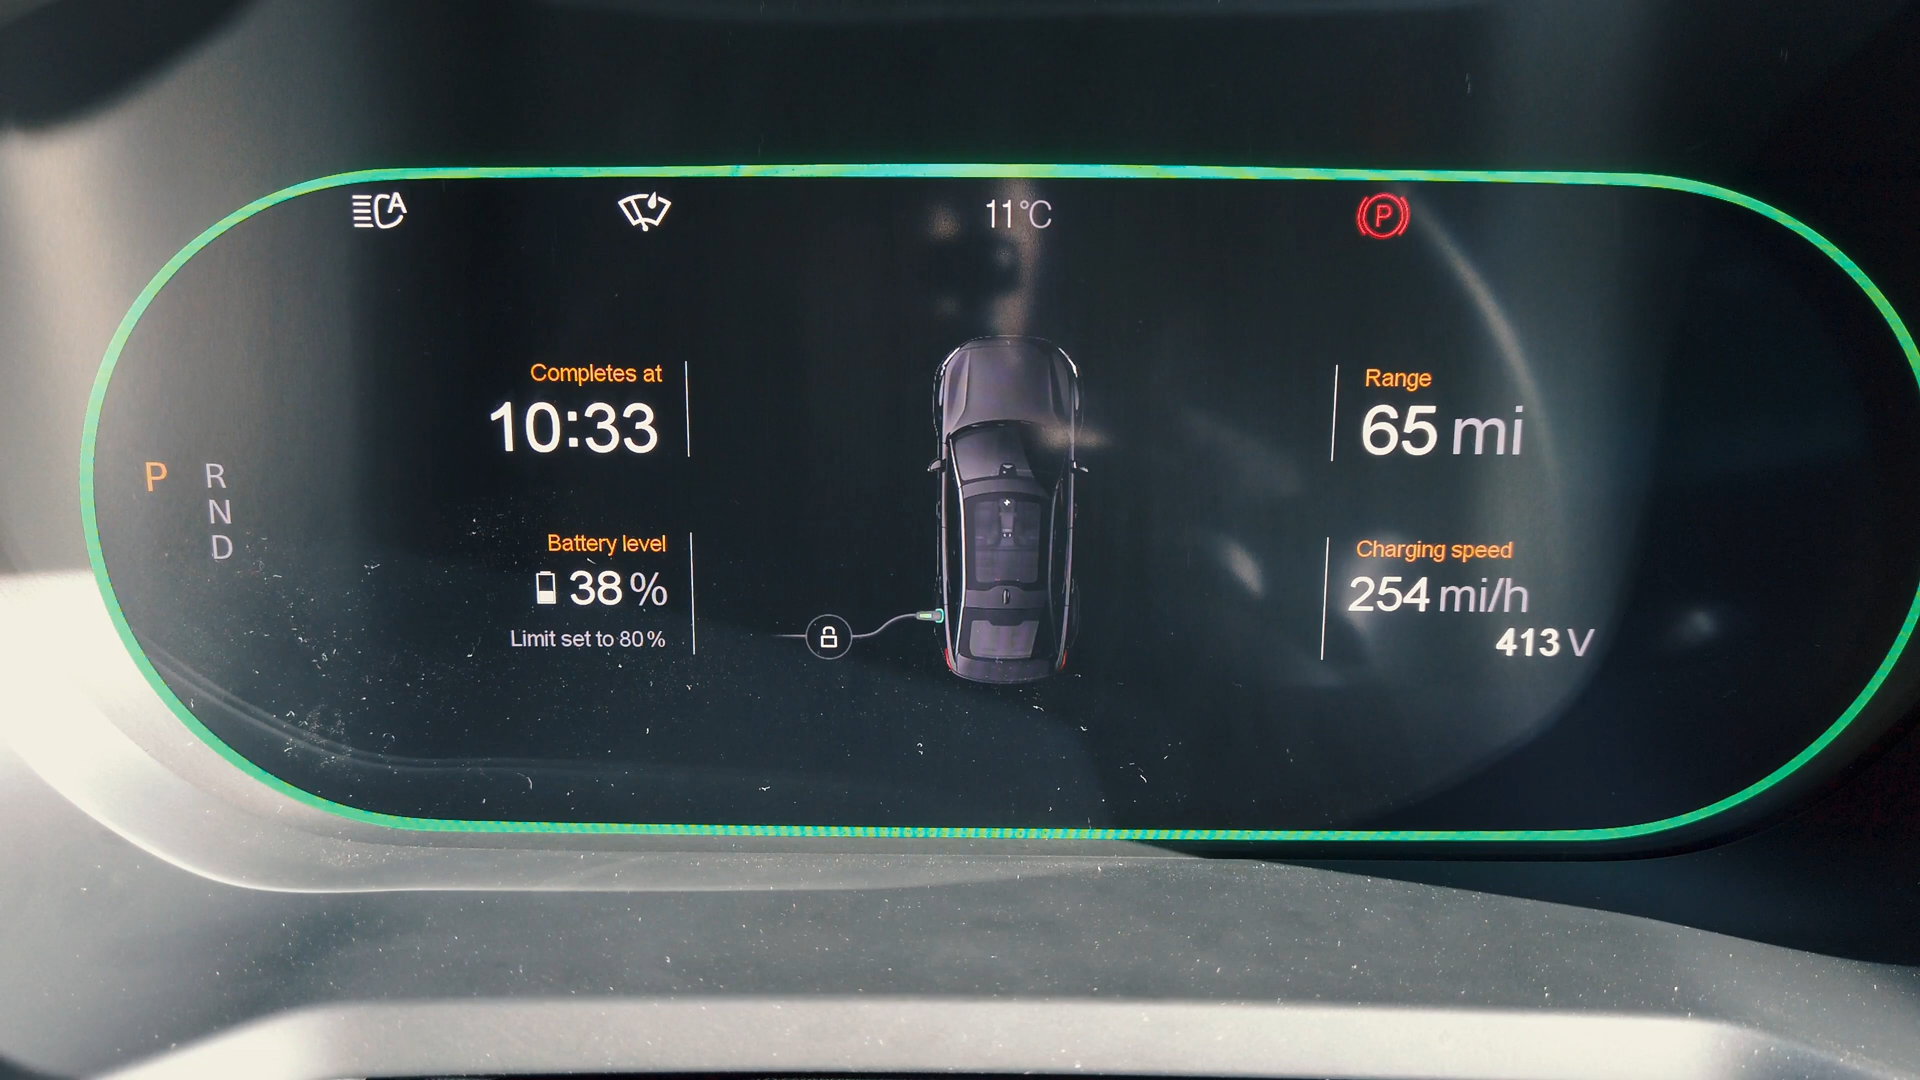 A
11°C
P
Completes at
10:33
Range
65 mi
P R
N
D
Battery level
38 %
Limit set to 80 %
Charging speed
254 mi/h
413 V